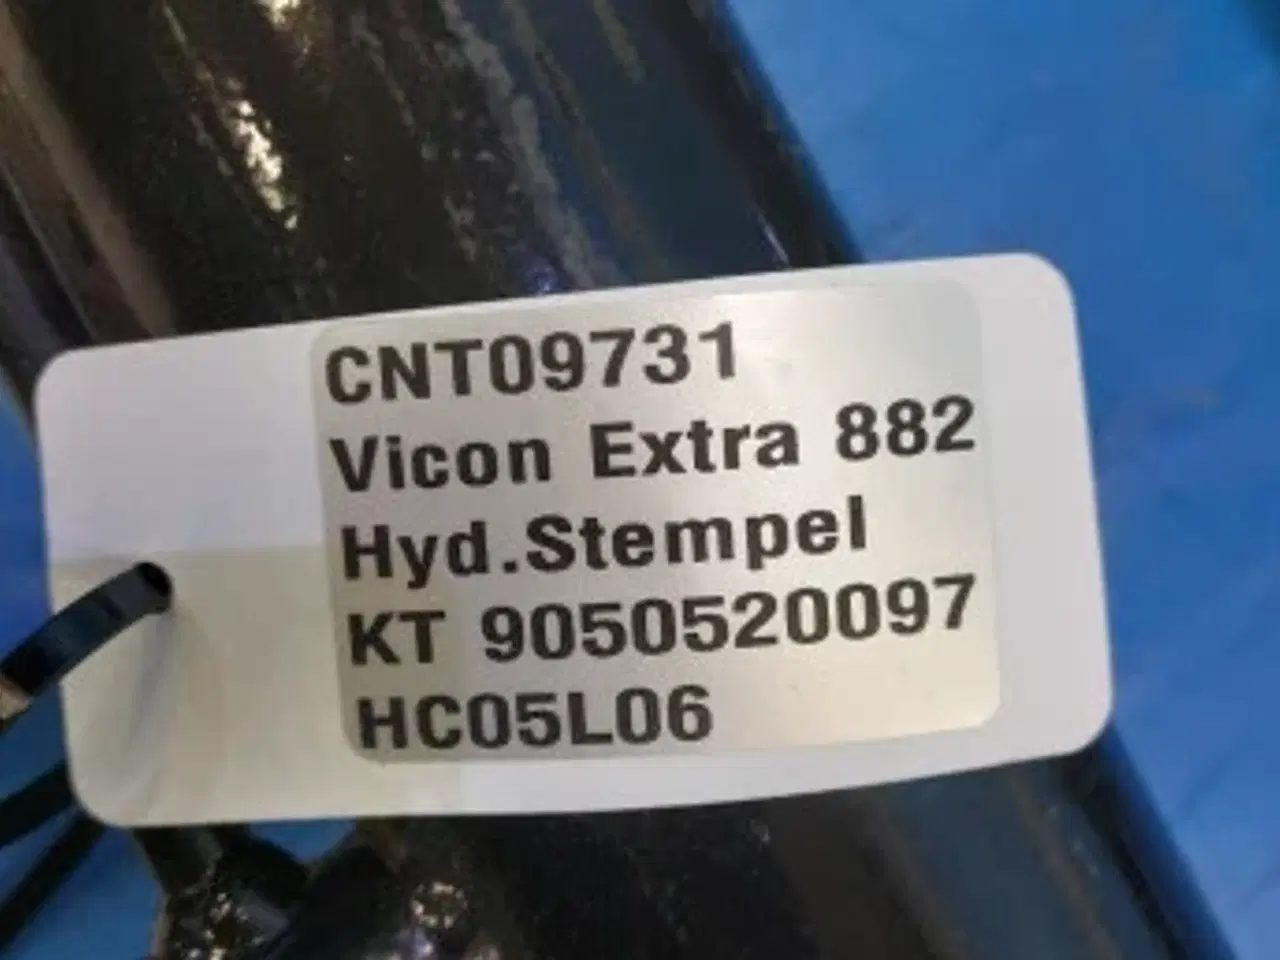 CNT09731
Vicon Extra 882
Hyd.Stempel
KT 9050520097
HC05L06